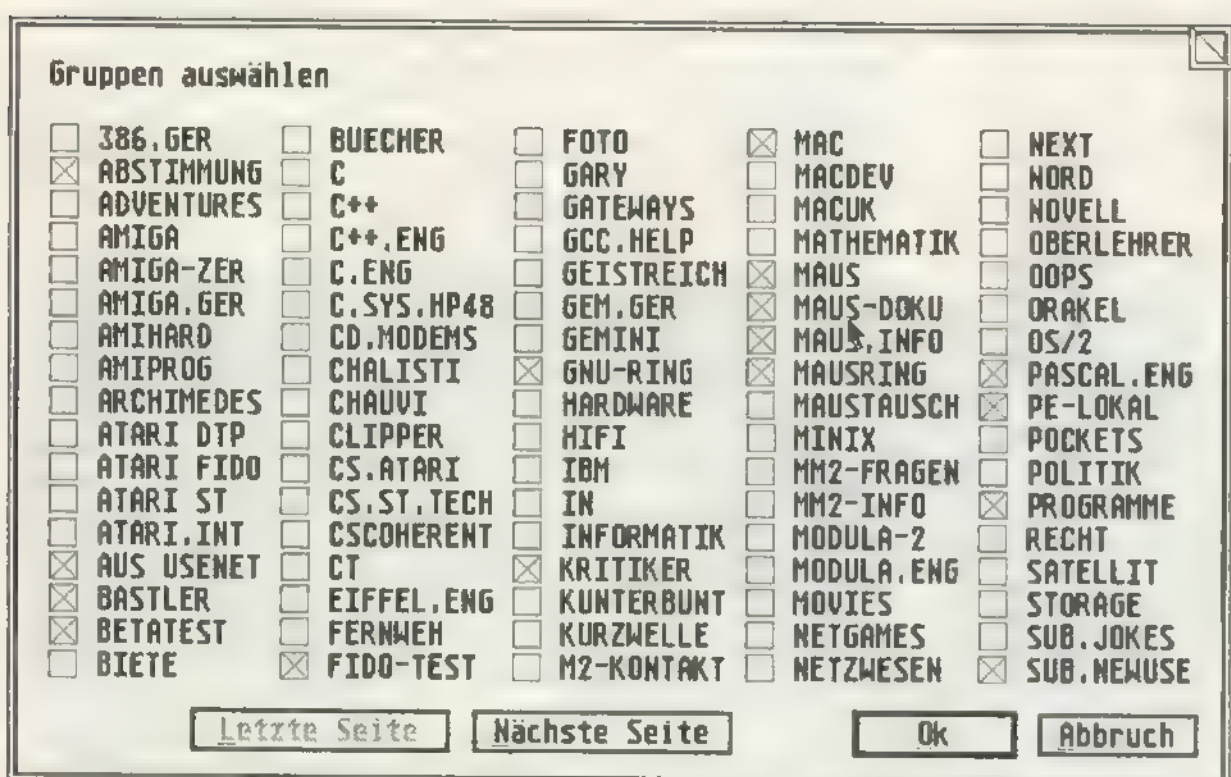 Gruppen auswählen
386.GER BUECHER FOTO MAC NEXT
ABSTIMMUNG C GARY MACDEV NORD
ADVENTURES C++ GATEWAYS MACUK NOVELL
AMIGA C++.ENG GCC.HELP MATHEMATIK OBERLEHRER
AMIGA-ZER C.ENG GEISTREICH MAUS OOPS
AMIGA.GER C.SYS.HP48 GEM.GER MAUS-DOKU ORAKEL
AMIHARD CD.MODEMS GEMINI MAUS.INFO OS/2
AMIPROG CHALISTI GNU-RING MAUSRING PASCAL.ENG
ARCHIMEDES CHAUVI HARDWARE MAUSTAUSCH PE-LOKAL
ATARI DTP CLIPPER HIFI MINIX POCKETS
ATARI FIDO CS.ATARI IBM MM2-FRAGEN POLITIK
ATARI ST CS.ST.TECH IN MM2-INFO PROGRAMME
ATARI.INT CSCOHERENT INFORMATIK MODULA-2 RECHT
AUS USENET CT KRITIKER MODULA.ENG SATELLIT
BASTLER EIFFEL.ENG KUNTERBUNT MOVIES STORAGE
BETATEST FERNWEH KURZWELLE NETGAMES SUB.JOKES
BIETE FIDO-TEST M2-KONTAKT NETZWESEN SUB.NEWUSE
Letzte Seite Nächste Seite Ok Abbruch